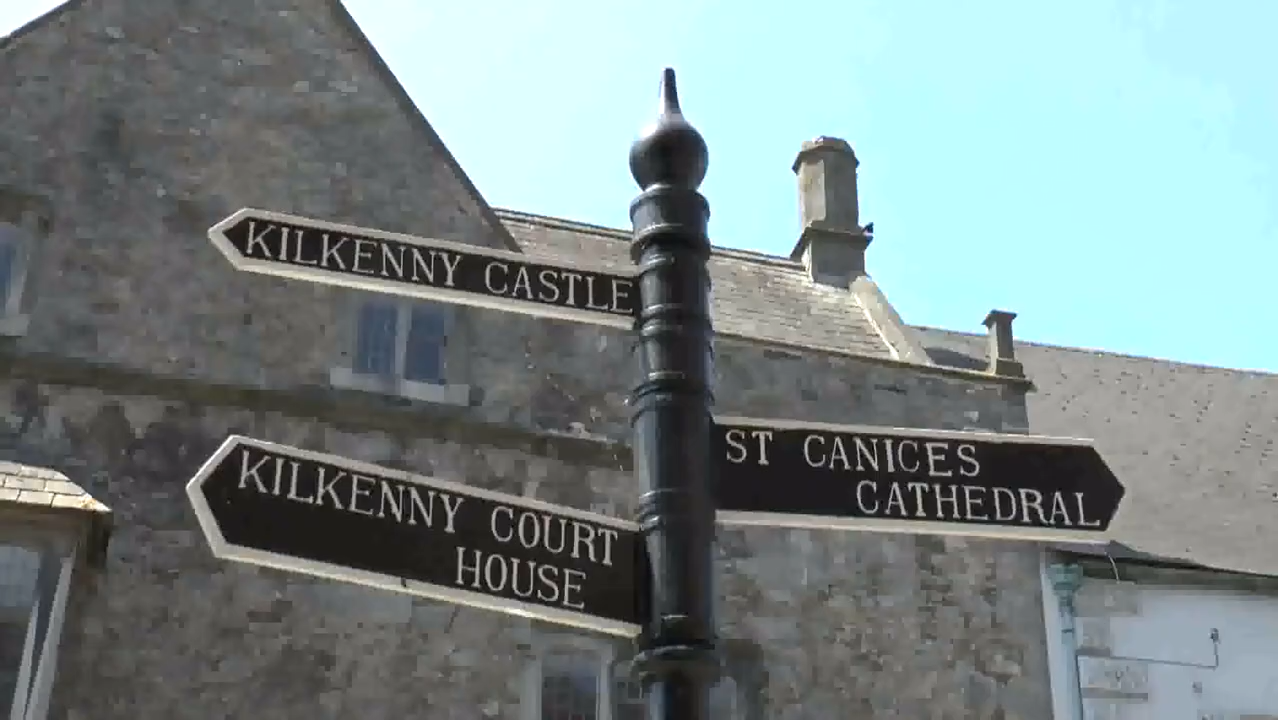 KILKENNY CASTLE
ST CANICES
CATHEDRAL
KILKENNY COURT
HOUSE